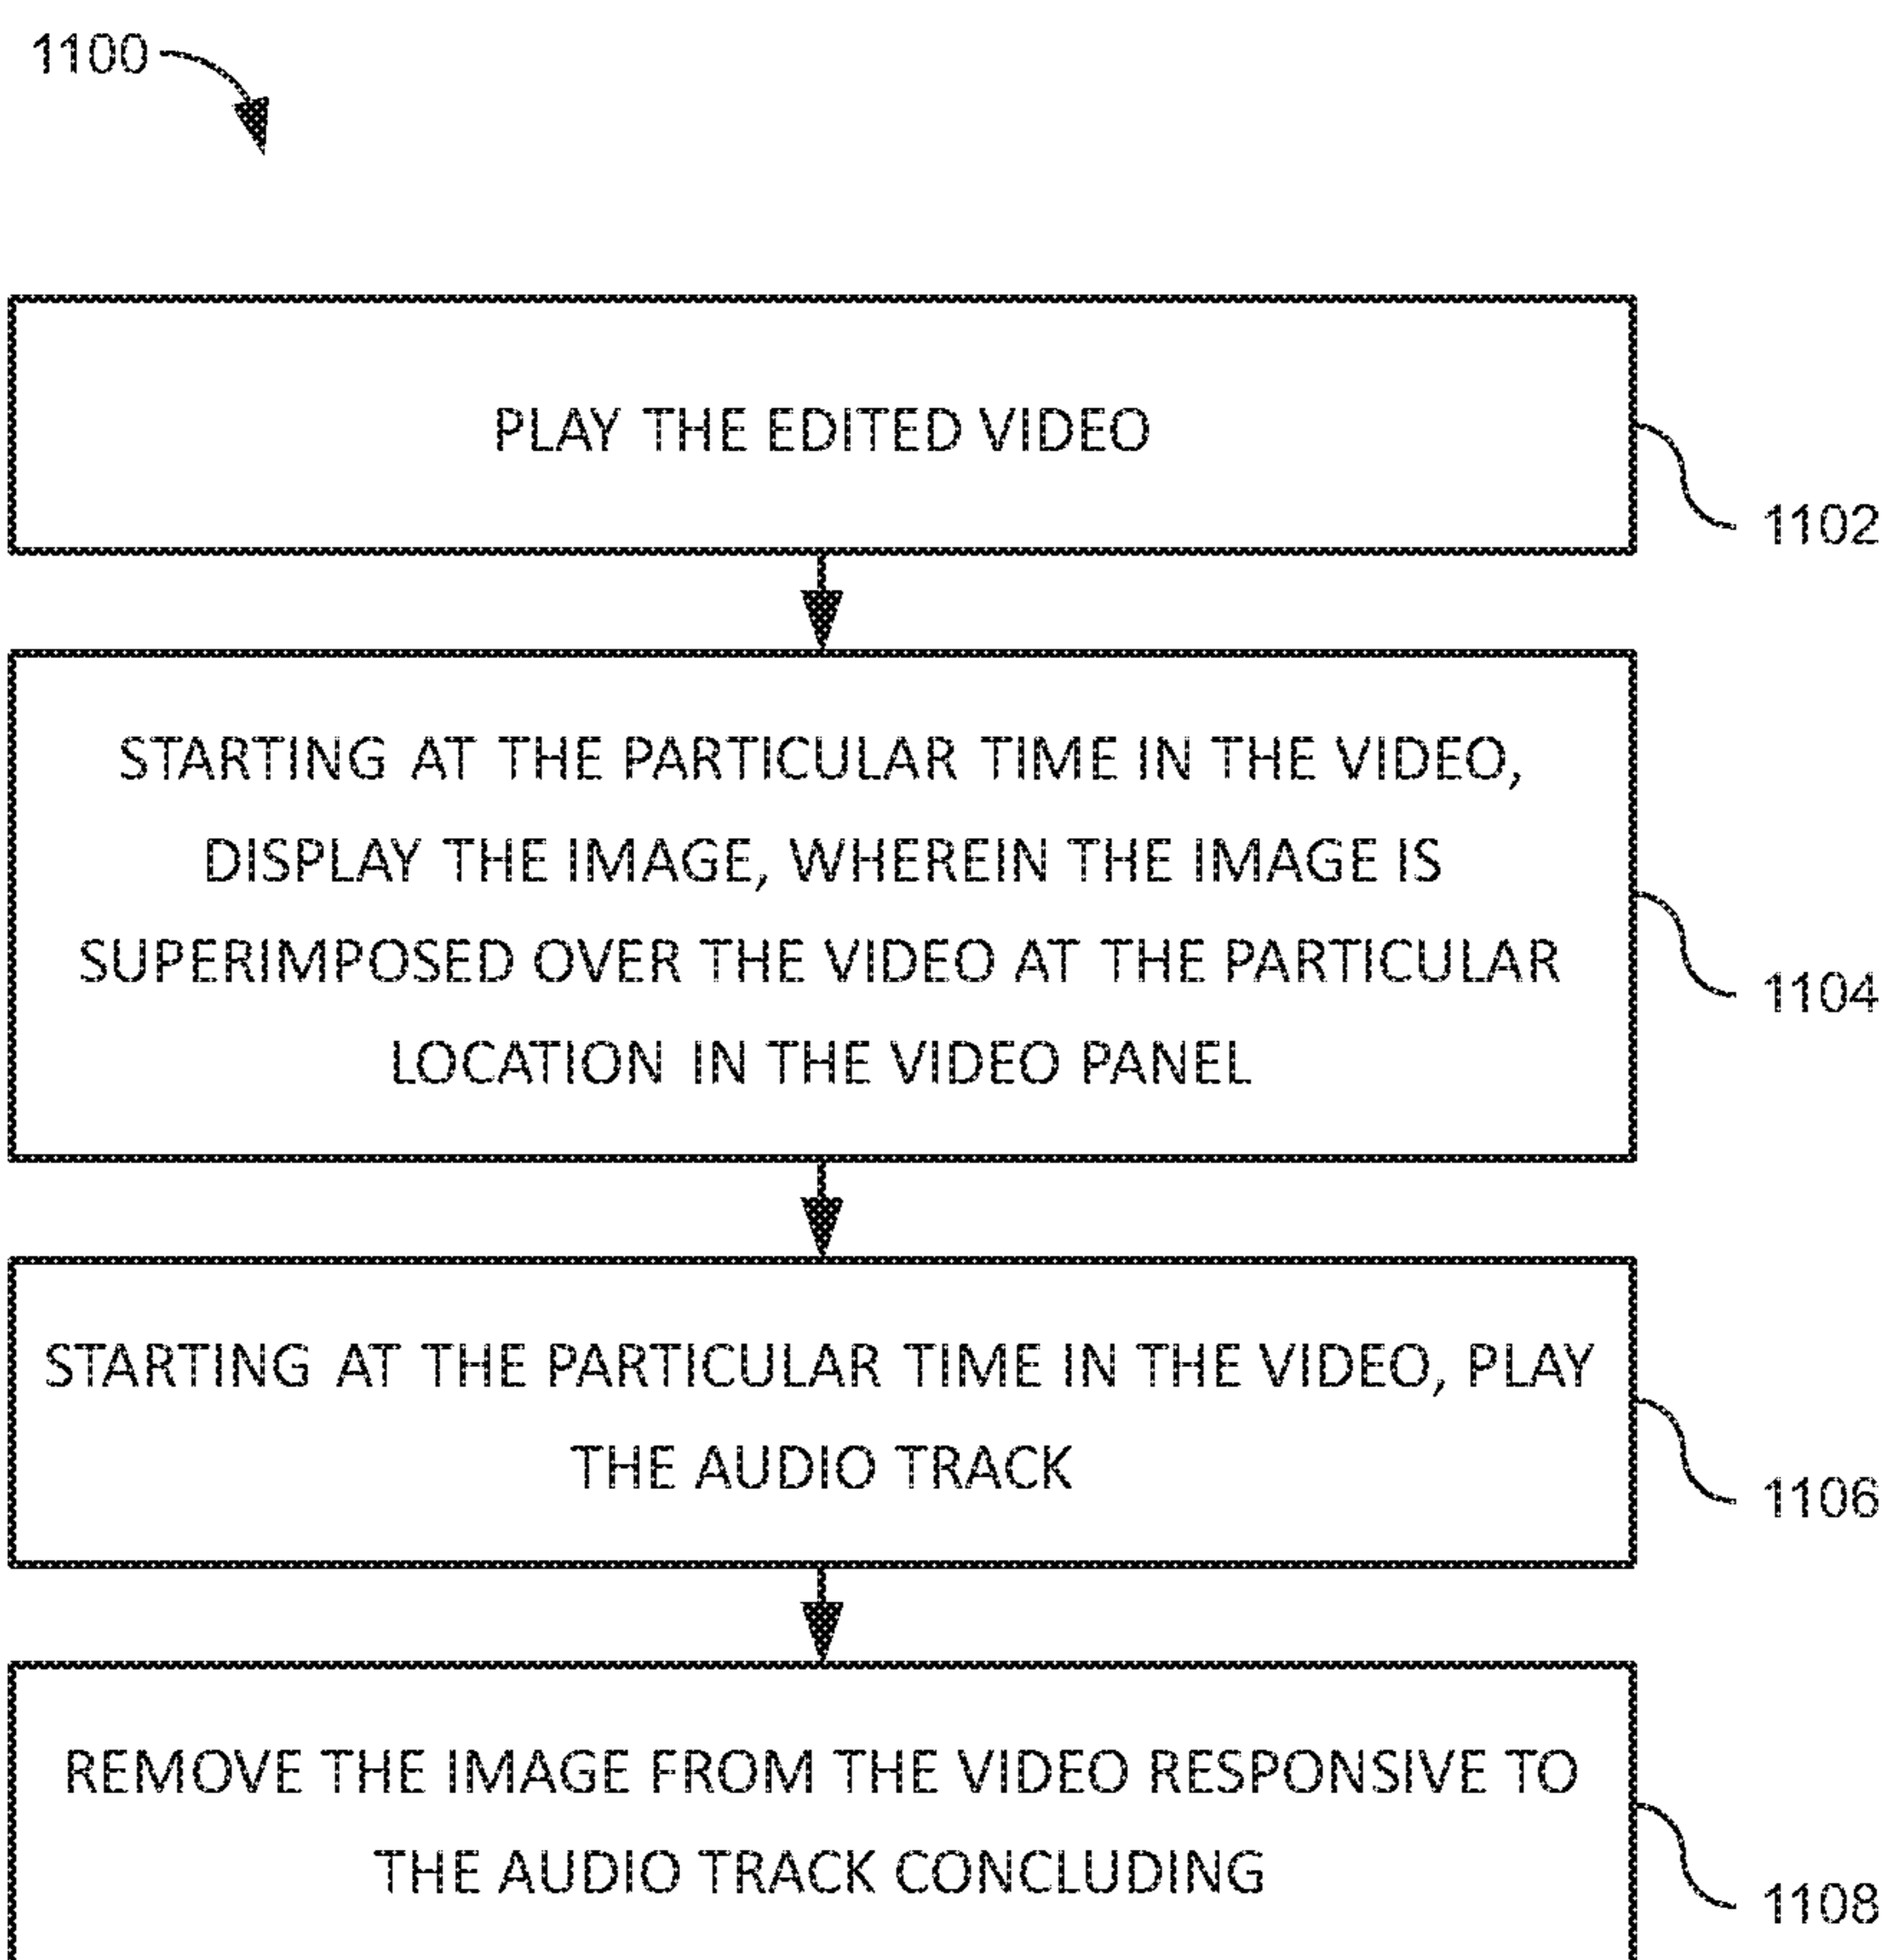 1100
PLAY THE EDITED VIDEO
1102
STARTING AT THE PARTICULAR TIME IN THE VIDEO,
DISPLAY THE IMAGE, WHEREIN THE IMAGE IS
SUPERIMPOSED OVER THE VIDEO AT THE PARTICULAR
LOCATION IN THE VIDEO PANEL
1104
STARTING AT THE PARTICULAR TIME IN THE VIDEO, PLAY
THE AUDIO TRACK
1106
REMOVE THE IMAGE FROM THE VIDEO RESPONSIVE TO
THE AUDIO TRACK CONCLUDING
1108